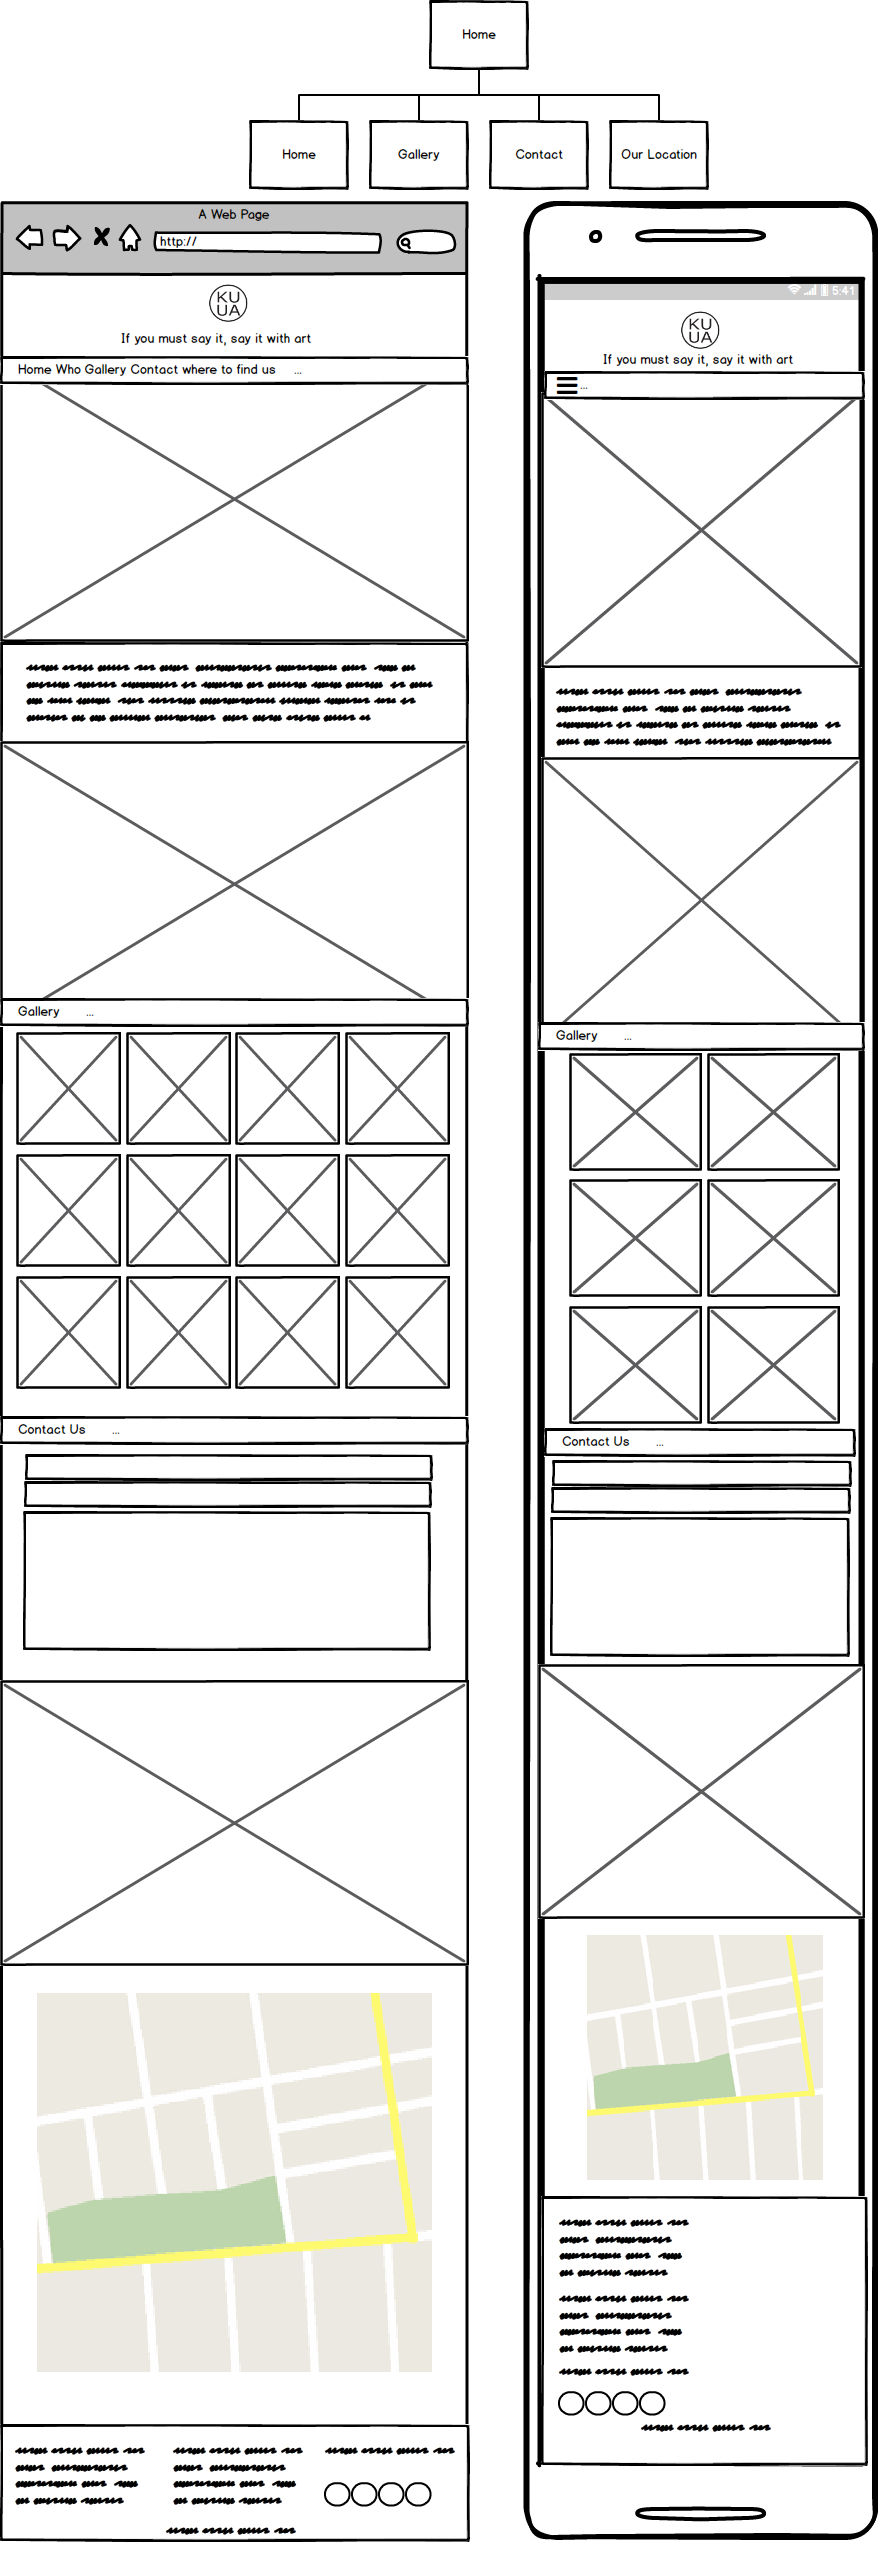 Home
Home
Gallery
Contact
Our Location
A Web Page
http://
KU
UA
If you must say it, say it with art
Home Who Gallery Contact where to find us ...
Gallery ...
Contact Us ...
5:41
KU
UA
If you must say it, say it with art
...
Gallery ...
Contact Us ...